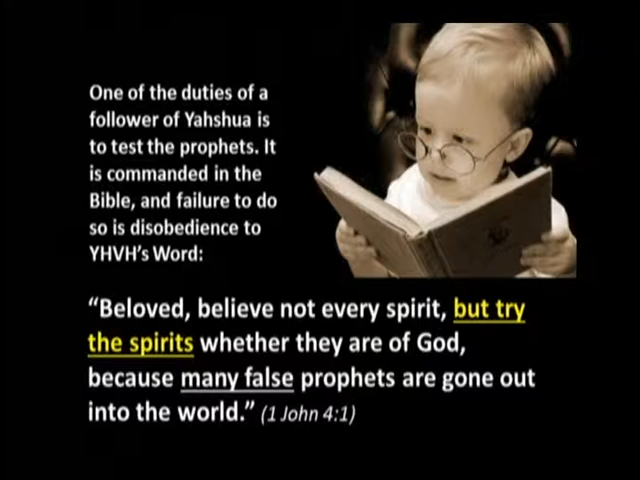 One of the duties of a
follower of Yahshua is
to test the prophets. It
is commanded in the
Bible, and failure to do
so is disobedience to
YHVH's Word:
“Beloved, believe not every spirit, but try
the spirits whether they are of God,
because many false prophets are gone out
into the world.” (1 John 4:1)